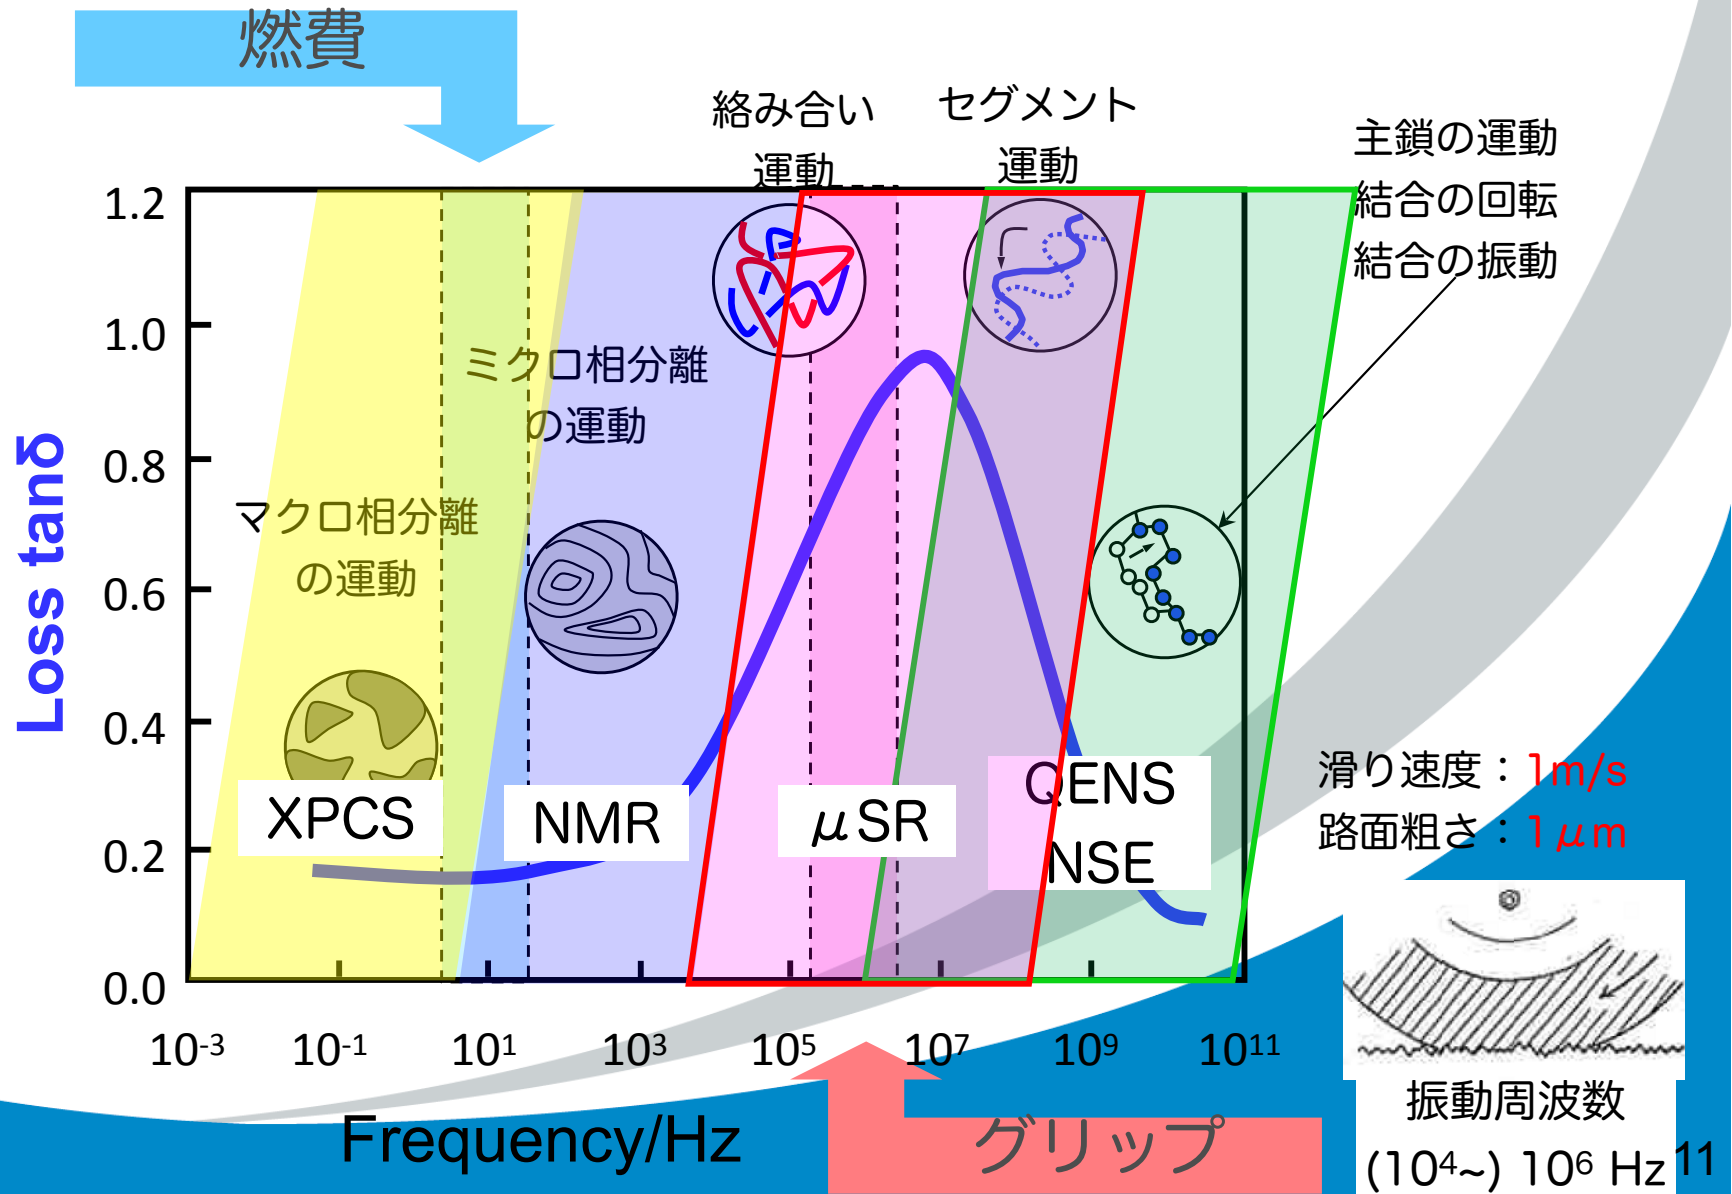 燃費
絡み合い
運動
セグメント
運動
主鎖の運動
結合の回転
結合の振動
1.2
1.0
0.8
0.6
0.4
0.2
0.0
Loss tanδ
ミクロ相分離
の運動
マクロ相分離
の運動
XPCS
NMR
μSR
QENS
NSE
滑り速度：1m/s
路面粗さ：1μm
10-3 10-1 101 103 105 107 109 1011
Frequency/Hz
グリップ
振動周波数
(104~) 106 Hz
11